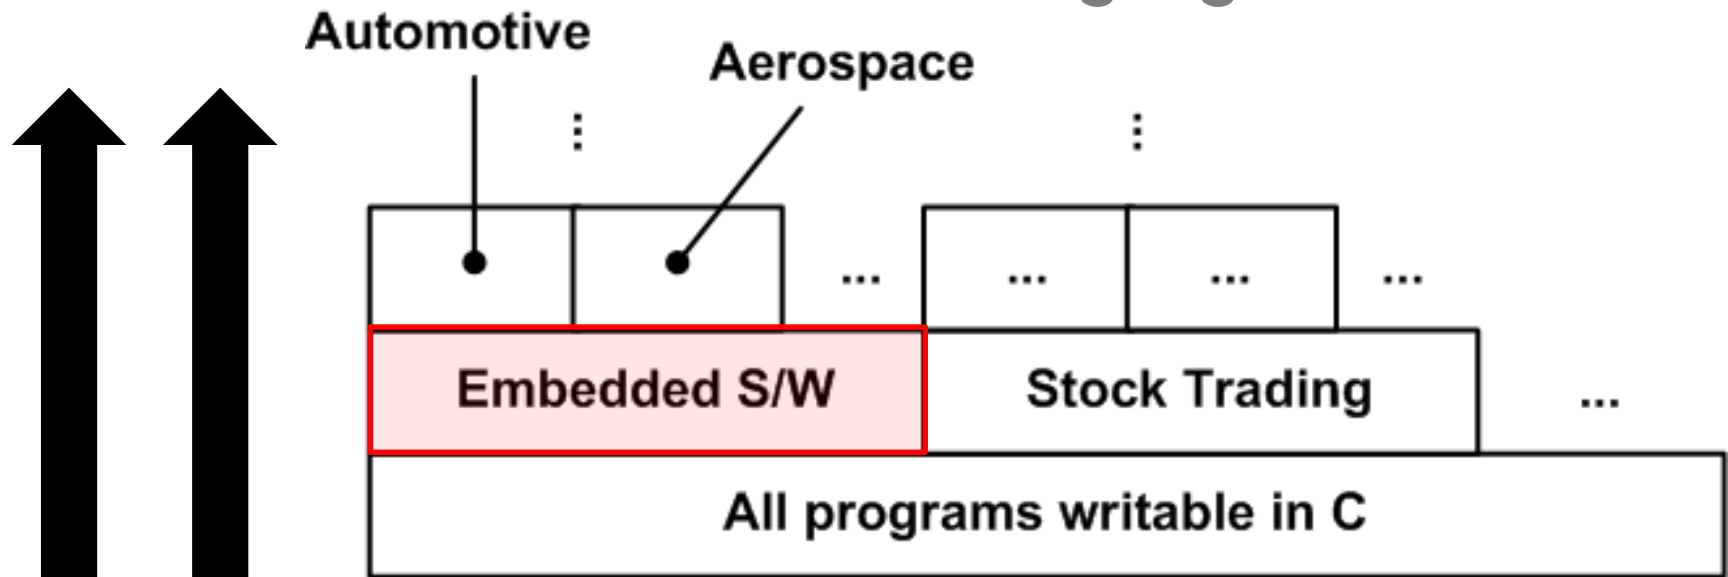 Automotive
Aerospace
⋮
⋮
...
...
...
...
Embedded S/W
Stock Trading
...
All programs writable in C